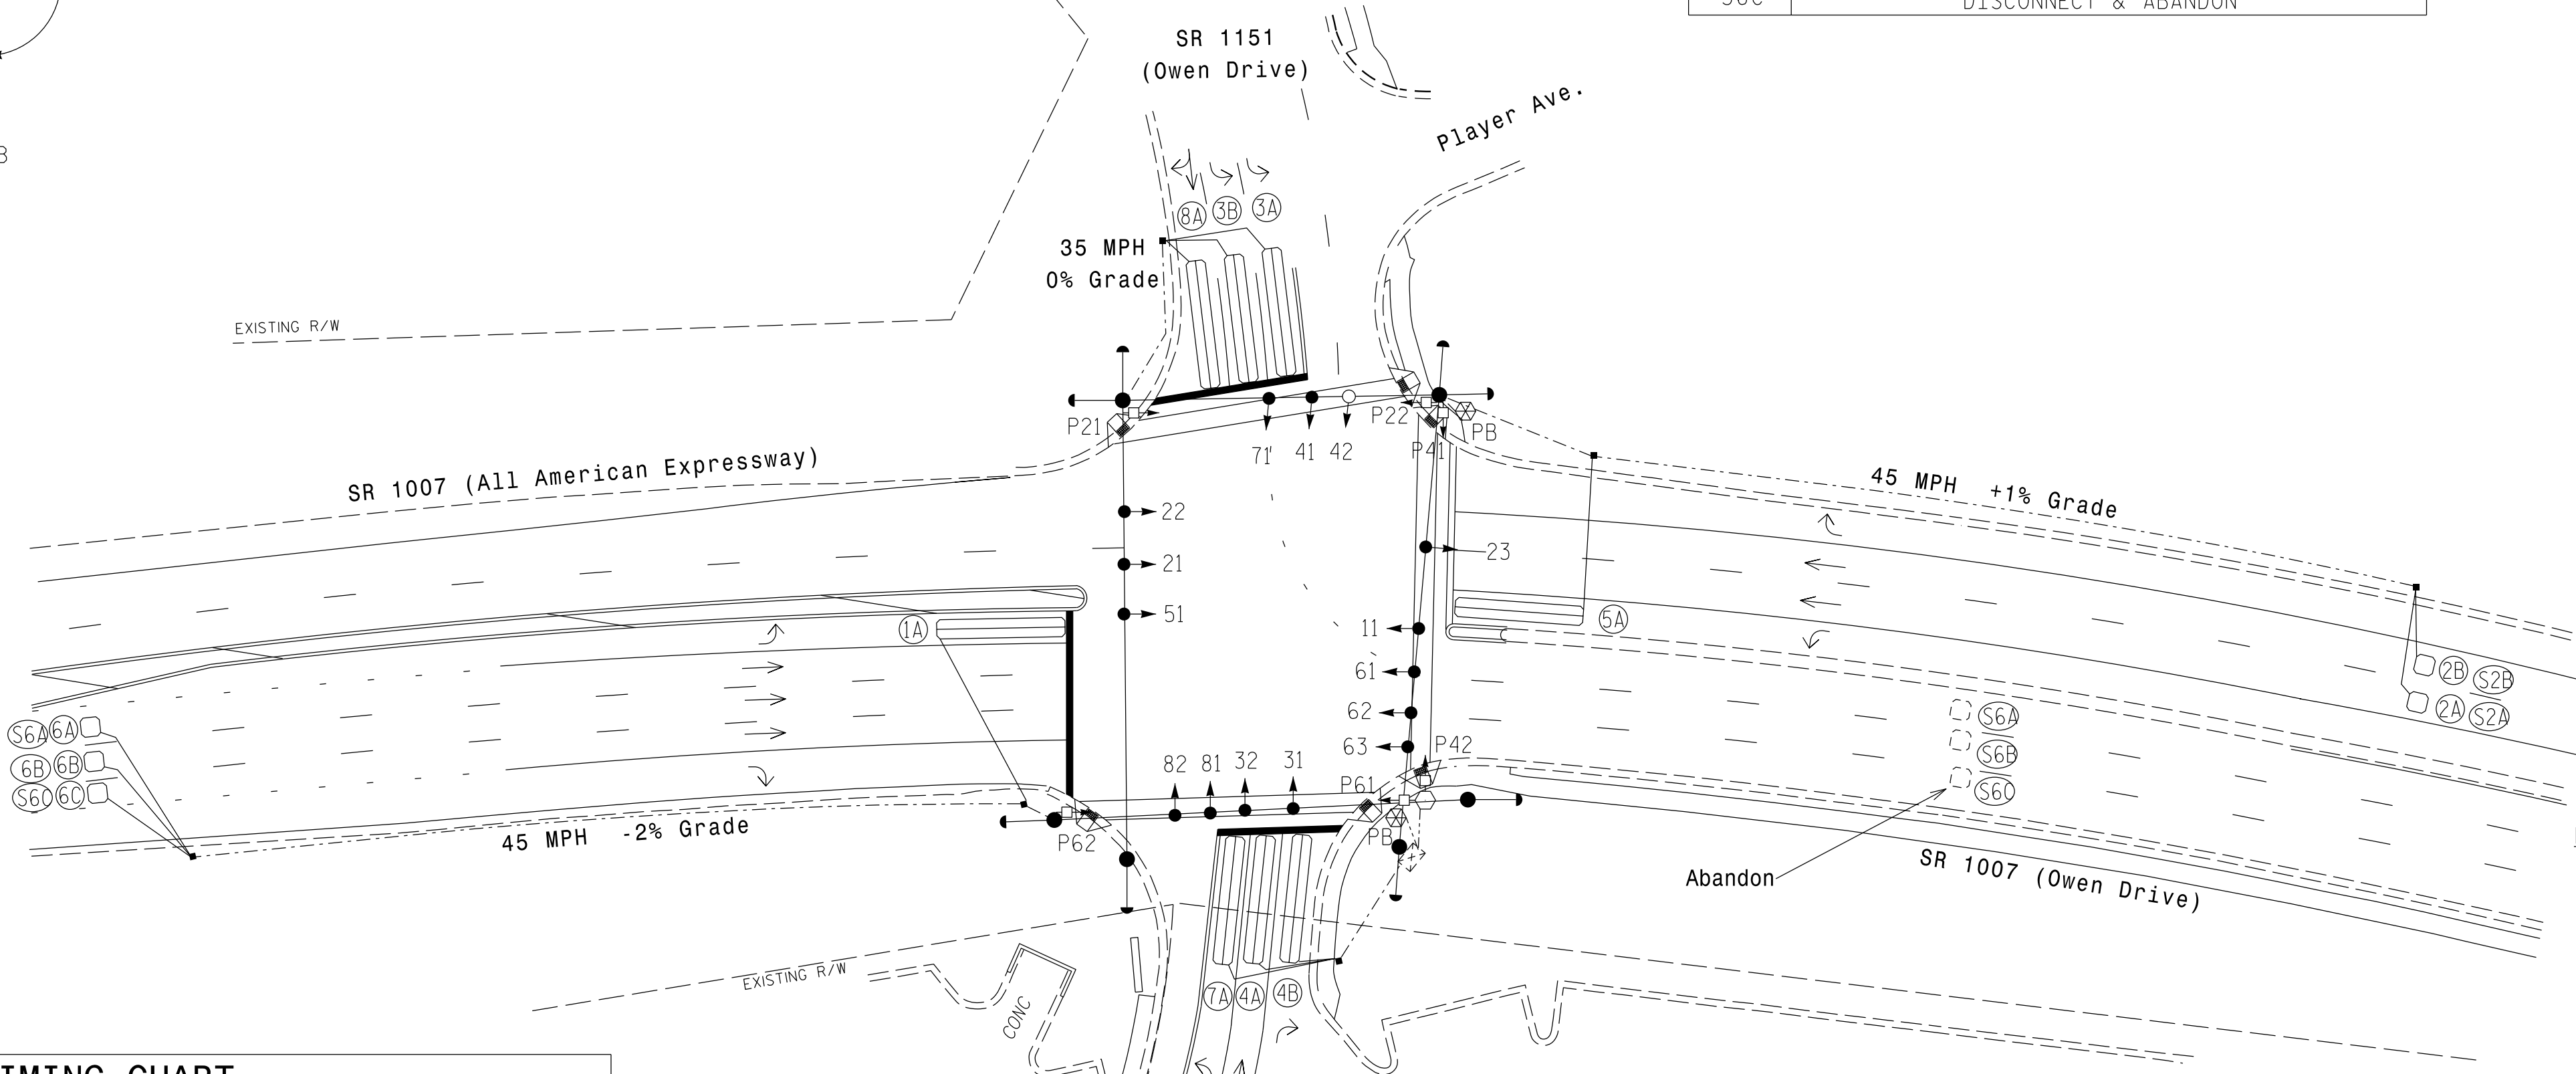 DISCONNECT & ABANDON
SR 1151
(Owen Drive)
Player Ave.
8A 3B 3A
35 MPH
0% Grade
EXISTING R/W
P21
P22
PB
P41
71
41
42
SR 1007 (All American Expressway)
45 MPH +1% Grade
22
21
51
23
1A
11
5A
61
62
63
2B S2B
2A S2A
S6A 6A
6B 6B
S6C 6C
S6A
S6B
S6C
P42
82 81 32 31
P61
P62
PB
45 MPH -2% Grade
Abandon
SR 1007 (Owen Drive)
EXISTING R/W
CONC
7A 4A 4B
TIMING CHART